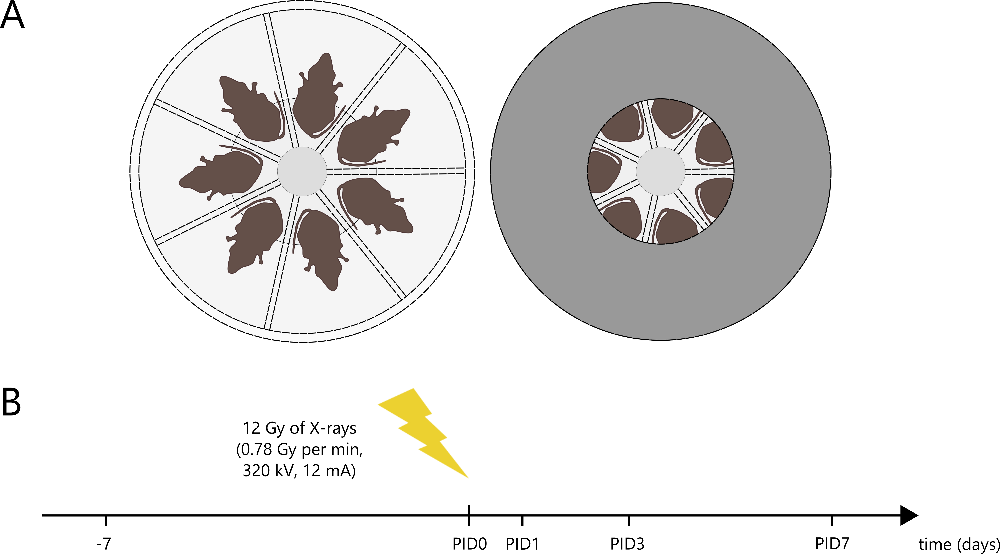 A
B
12 Gy of X-rays
(0.78 Gy per min,
320 kV, 12 mA)
-7
PID0
PID1
PID3
PID7
time (days)